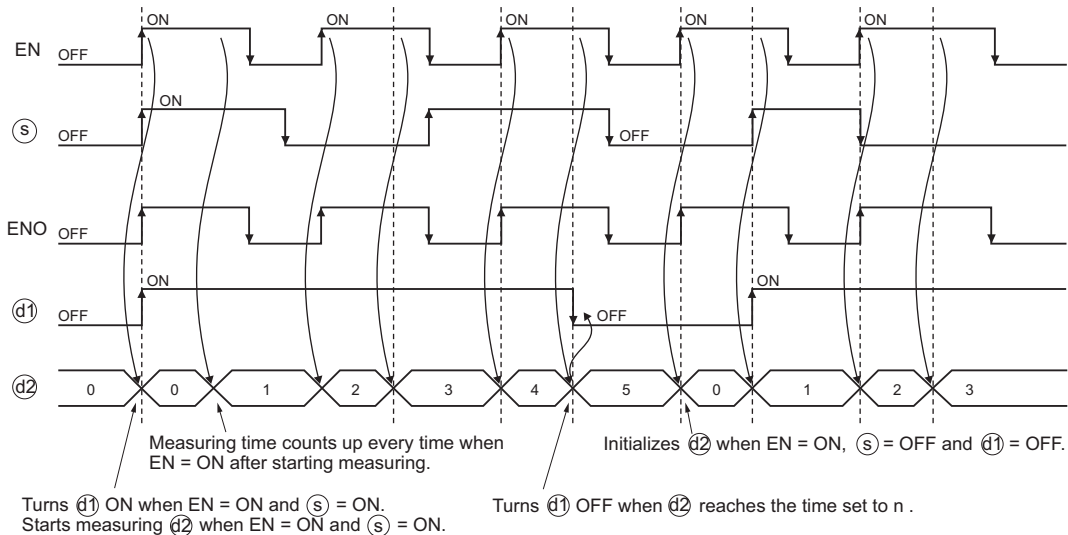 ON ON ON ON ON
EN OFF
ON
s OFF OFF
ENO OFF
ON ON
d1 OFF OFF
d2 0 0 1 2 3 4 5 0 1 2 3
Measuring time counts up every time when
EN = ON after starting measuring.
Initializes d2 when EN = ON, s = OFF and d1 = OFF.
Turns d1 ON when EN = ON and s = ON.
Starts measuring d2 when EN = ON and s = ON.
Turns d1 OFF when d2 reaches the time set to n .